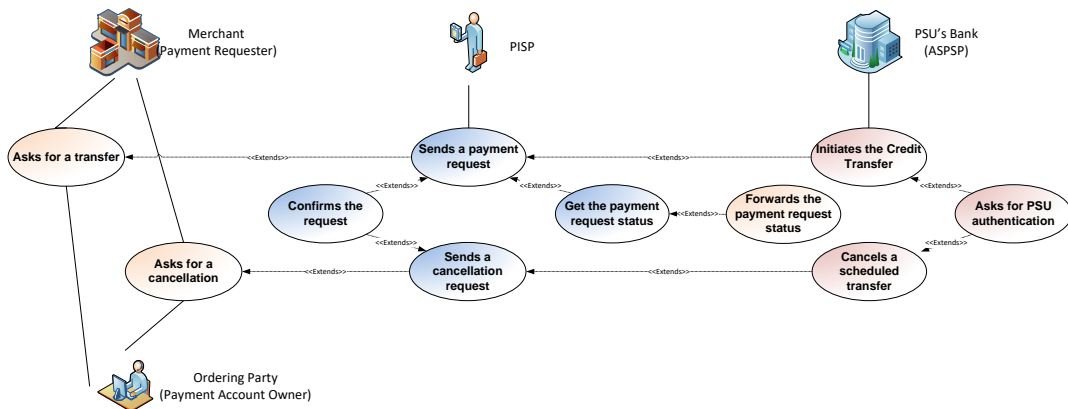 Merchant
(Payment Requester)
PISP
PSU's Bank
(ASPSP)
Asks for a transfer
<<Extends>>
Sends a payment
request
<<Extends>>
Initiates the Credit
Transfer
<<Extends>>
<<Extends>>
<<Extends>>
Confirms the
request
Get the payment
request status
<<Extends>>
Forwards the
payment request
status
Asks for PSU
authentication
<<Extends>>
<<Extends>>
Asks for a
cancellation
<<Extends>>
Sends a
cancellation
request
<<Extends>>
Cancels a
scheduled
transfer
Ordering Party
(Payment Account Owner)